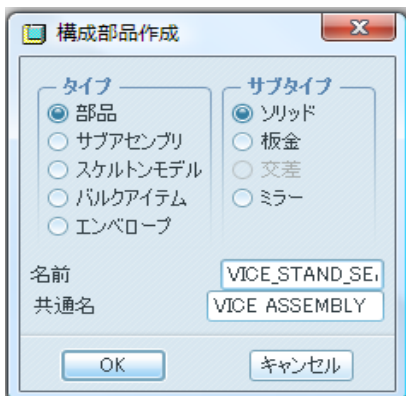 構成部品作成
タイプ
部品
サブアセンブリ
スケルトンモデル
バルクアイテム
エンベロープ
サブタイプ
ソリッド
板金
交差
ミラー
名前 VICE_STAND_SE
共通名 VICE ASSEMBLY
OK キャンセル